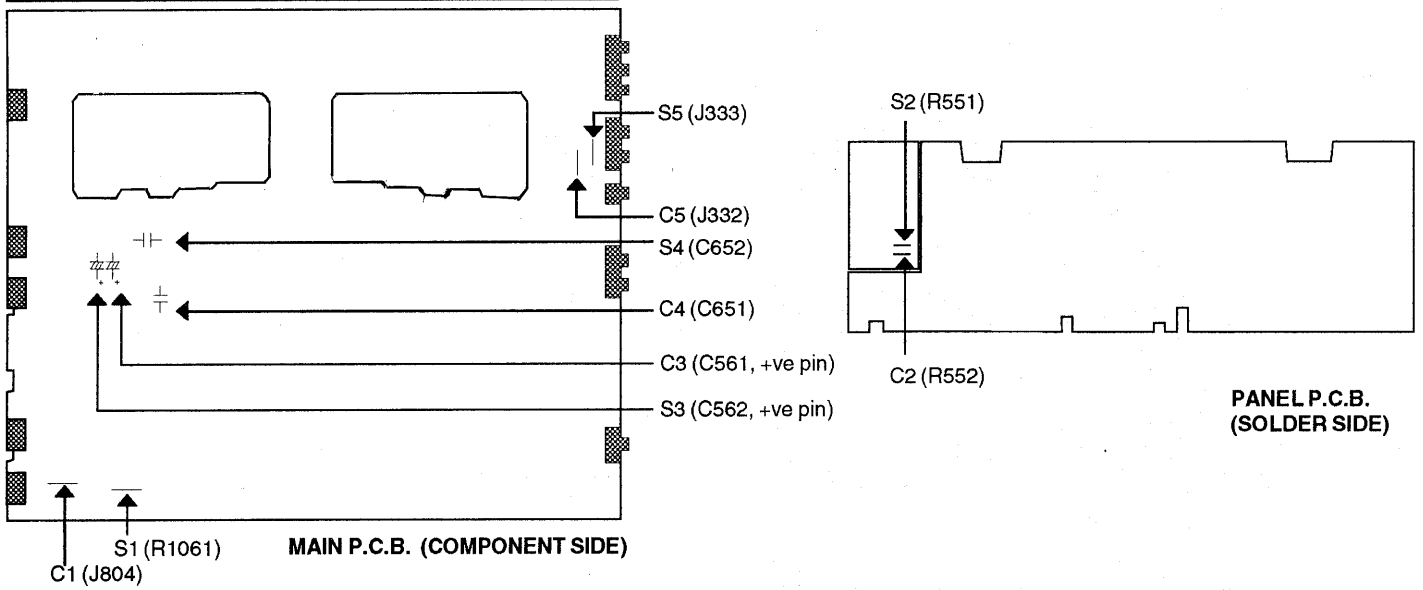 S5 (J333)
C5 (J332)
S4 (C652)
C4 (C651)
C3 (C561, +ve pin)
S3 (C562, +ve pin)
+ +
S1 (R1061)
C1 (J804)
MAIN P.C.B. (COMPONENT SIDE)
S2 (R551)
C2 (R552)
PANEL P.C.B.
(SOLDER SIDE)